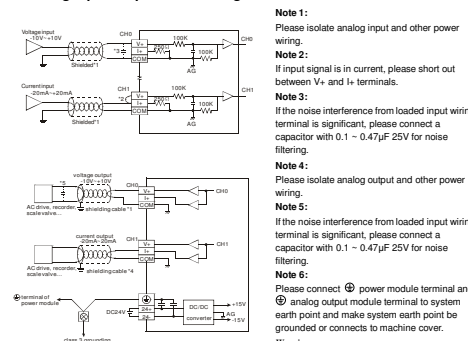 Voltage input
-10V~+10V
CH0
V+
I+
COM
100K
250Ω
100K
CH0
*3
Shielded*1
AG
Current input
-20mA~+20mA
CH1
*2
V+
I+
COM
100K
250Ω
100K
CH1
Shielded*1
AG
voltage output
-10V~+10V
*5
CH0
V+
I+
COM
CH0
AC drive, recorder,
scale valve...
shielding cable *1
current output
-20mA~20mA
CH1
V+
I+
COM
CH1
AC drive, recorder,
scale valve...
shielding cable *4
terminal of
power module
DC24V
24+
24-
DC/DC
converter
+15V
AG
-15V
class 3 grounding
Note 1:
Please isolate analog input and other power
wiring.
Note 2:
If input signal is in current, please short out
between V+ and I+ terminals.
Note 3:
If the noise interference from loaded input wirin
terminal is significant, please connect a
capacitor with 0.1 ~ 0.47μF 25V for noise
filtering.
Note 4:
Please isolate analog output and other power
wiring.
Note 5:
If the noise interference from loaded input wirin
terminal is significant, please connect a
capacitor with 0.1 ~ 0.47μF 25V for noise
filtering.
Note 6:
Please connect power module terminal an
analog output module terminal to system
earth point and make system earth point be
grounded or connects to machine cover.